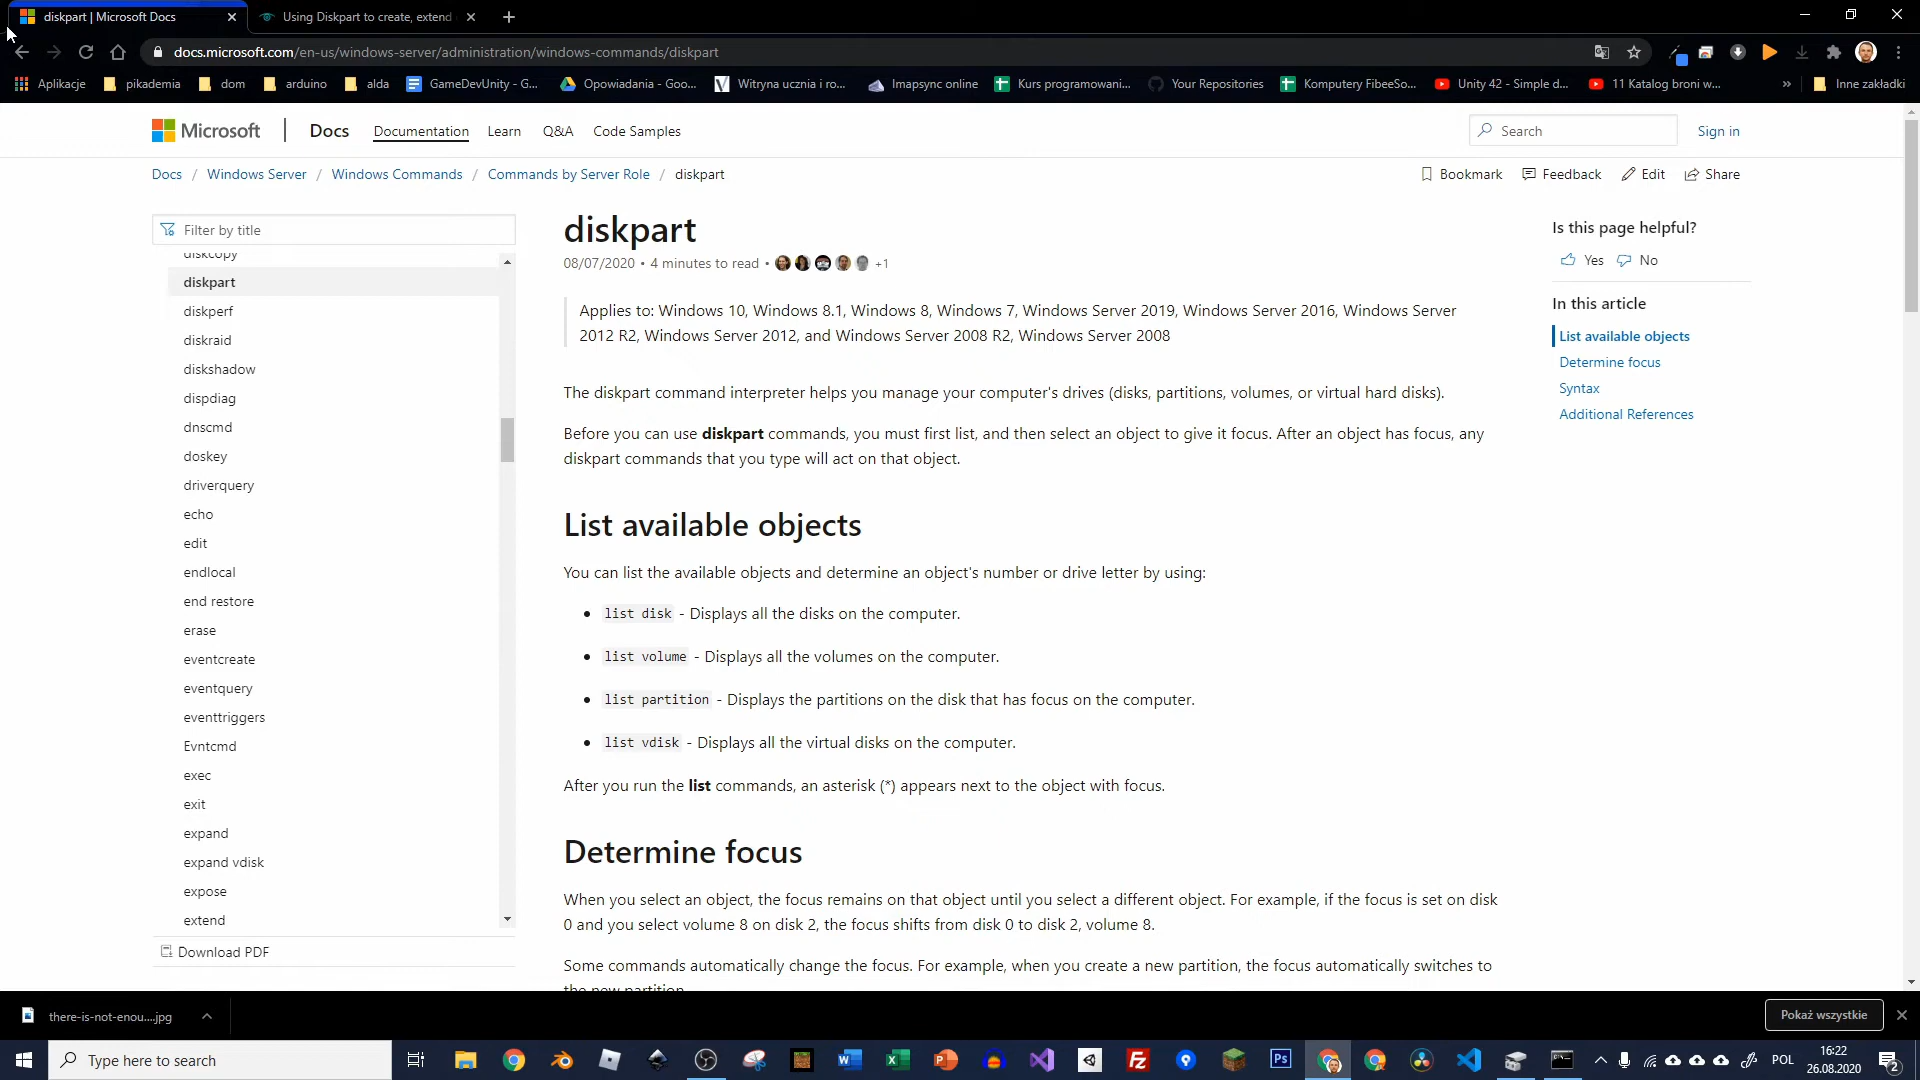 diskpart | Microsoft Docs
Using Diskpart to create, extend
docs.microsoft.com/en-us/windows-server/administration/windows-commands/diskpart
Aplikacje pikademia dom arduino alda GameDevUnity - G... Opowiadania - Goo... Witryna ucznia i ro... Imapsync online Kurs programowani... Your Repositories Komputery FibeeSo... Unity 42 - Simple d... 11 Katalog broni w... » Inne zakładki
Microsoft | Docs Documentation Learn Q&A Code Samples Search Sign in
Docs / Windows Server / Windows Commands / Commands by Server Role / diskpart Bookmark Feedback Edit Share
Filter by title
diskcopy
diskpart
diskperf
diskraid
diskshadow
dispdiag
dnscmd
doskey
driverquery
echo
edit
endlocal
end restore
erase
eventcreate
eventquery
eventtriggers
Evntcmd
exec
exit
expand
expand vdisk
expose
extend
Download PDF
diskpart
08/07/2020 • 4 minutes to read • +1
Applies to: Windows 10, Windows 8.1, Windows 8, Windows 7, Windows Server 2019, Windows Server 2016, Windows Server
2012 R2, Windows Server 2012, and Windows Server 2008 R2, Windows Server 2008
The diskpart command interpreter helps you manage your computer's drives (disks, partitions, volumes, or virtual hard disks).
Before you can use diskpart commands, you must first list, and then select an object to give it focus. After an object has focus, any
diskpart commands that you type will act on that object.
List available objects
You can list the available objects and determine an object's number or drive letter by using:
• list disk - Displays all the disks on the computer.
• list volume - Displays all the volumes on the computer.
• list partition - Displays the partitions on the disk that has focus on the computer.
• list vdisk - Displays all the virtual disks on the computer.
After you run the list commands, an asterisk (*) appears next to the object with focus.
Determine focus
When you select an object, the focus remains on that object until you select a different object. For example, if the focus is set on disk
0 and you select volume 8 on disk 2, the focus shifts from disk 0 to disk 2, volume 8.
Some commands automatically change the focus. For example, when you create a new partition, the focus automatically switches to
the new partition.
Is this page helpful?
Yes No
In this article
List available objects
Determine focus
Syntax
Additional References
there-is-not-enou....jpg
Pokaż wszystkie
Type here to search
POL
16:22
26.08.2020
2